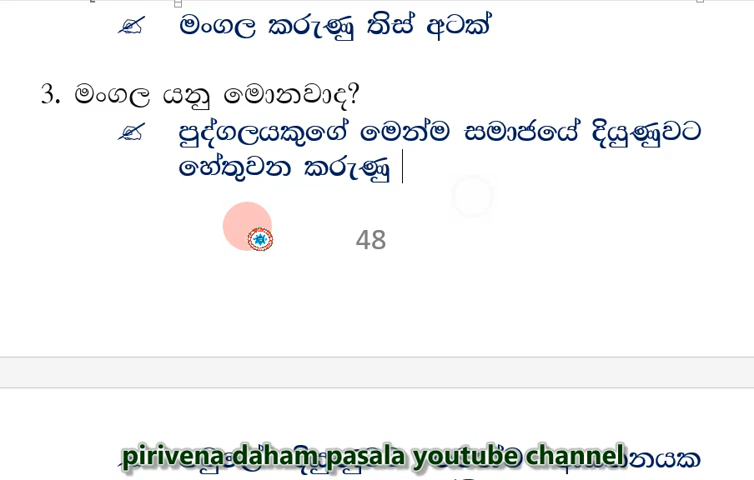 මංගල කරුණු තිස් අටක්
3. මංගල යනු මොනවාද?
පුද්ගලයකුගේ මෙන්ම සමාජයේ දියුණුවට
හේතුවන කරුණු
48
pirivena daham pasala youtube channel